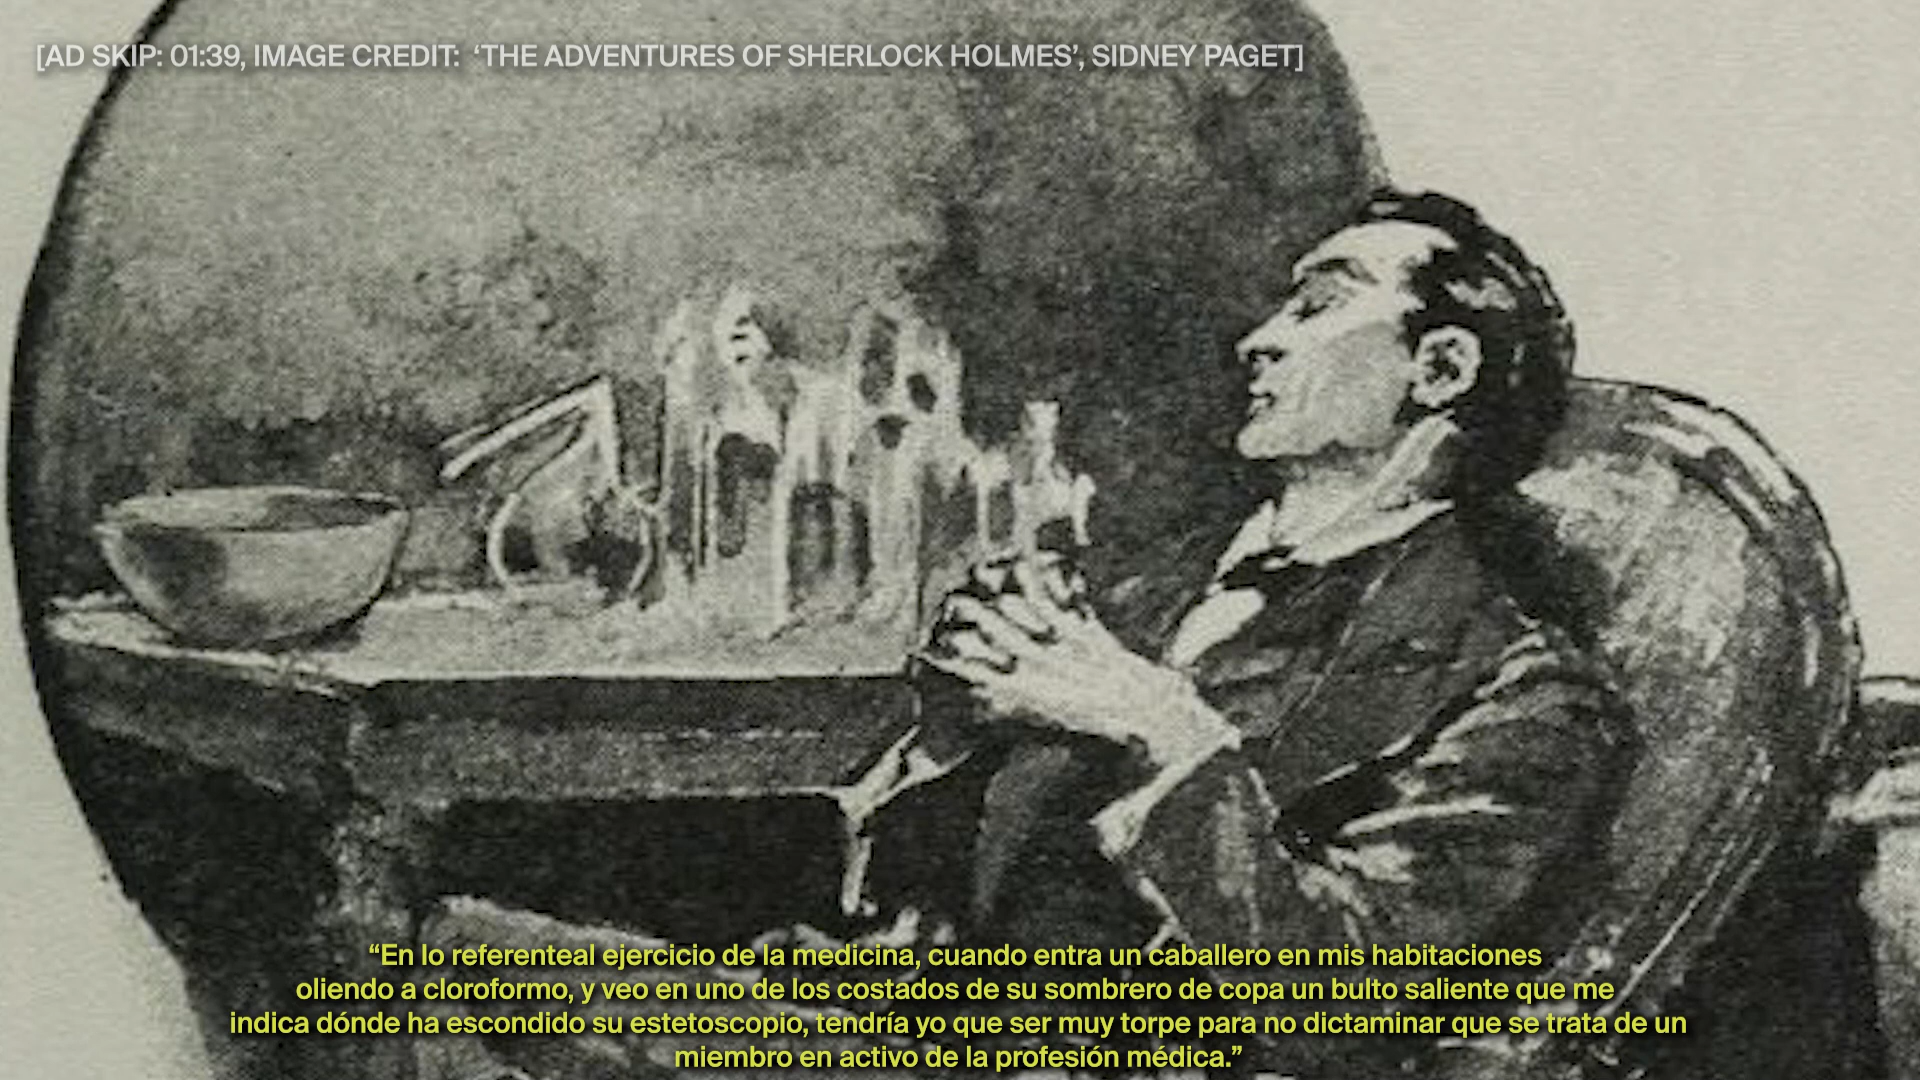 [AD SKIP: 01:39, IMAGE CREDIT: ‘THE ADVENTURES OF SHERLOCK HOLMES’, SIDNEY PAGET]
“En lo referenteal ejercicio de la medicina, cuando entra un caballero en mis habitaciones
oliendo a cloroformo, y veo en uno de los costados de su sombrero de copa un bulto saliente que me
indica dónde ha escondido su estetoscopio, tendría yo que ser muy torpe para no dictaminar que se trata de un
miembro en activo de la profesión médica.”